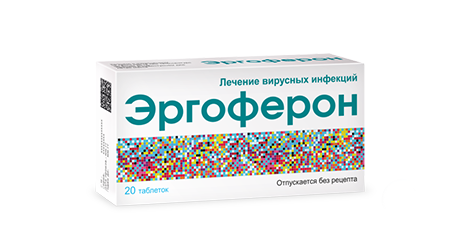 Лечение вирусных инфекций
Эргоферон
20 таблеток
Отпускается без рецепта